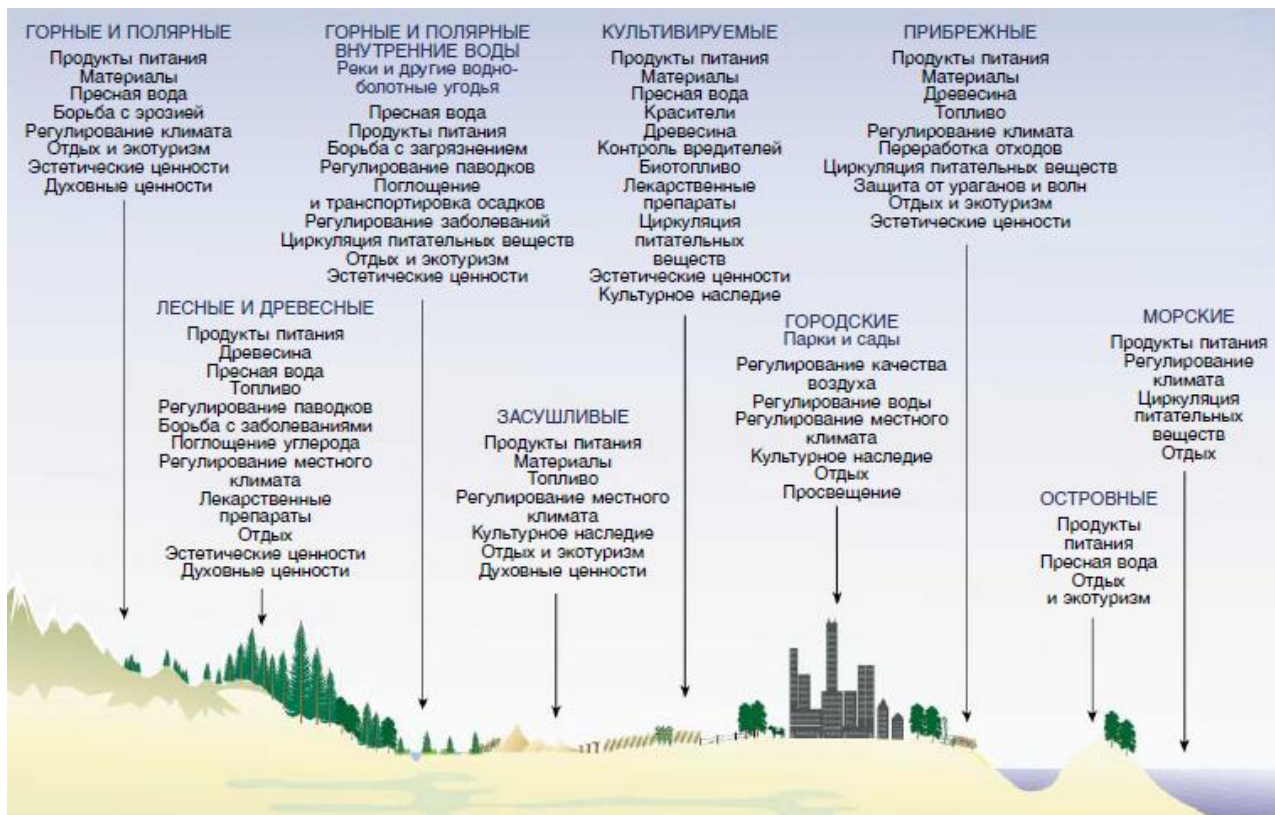 ГОРНЫЕ И ПОЛЯРНЫЕ
Продукты питания
Материалы
Пресная вода
Борьба с эрозией
Регулирование климата
Отдых и экотуризм
Эстетические ценности
Духовные ценности
ГОРНЫЕ И ПОЛЯРНЫЕ
ВНУТРЕННИЕ ВОДЫ
Реки и другие водно-
болотные угодья
Пресная вода
Продукты питания
Борьба с загрязнением
Регулирование паводков
Поглощение
и транспортировка осадков
Регулирование заболеваний
Циркуляция питательных веществ
Отдых и экотуризм
Эстетические ценности
КУЛЬТИВИРУЕМЫЕ
Продукты питания
Материалы
Пресная вода
Красители
Древесина
Контроль вредителей
Биотопливо
Лекарственные
препараты
Циркуляция
питательных
веществ
Эстетические ценности
Культурное наследие
ПРИБРЕЖНЫЕ
Продукты питания
Материалы
Древесина
Топливо
Регулирование климата
Переработка отходов
Циркуляция питательных веществ
Защита от ураганов и волн
Отдых и экотуризм
Эстетические ценности
ЛЕСНЫЕ И ДРЕВЕСНЫЕ
Продукты питания
Древесина
Пресная вода
Топливо
Регулирование паводков
Борьба с заболеваниями
Поглощение углерода
Регулирование местного
климата
Лекарственные
препараты
Отдых
Эстетические ценности
Духовные ценности
ЗАСУШЛИВЫЕ
Продукты питания
Материалы
Топливо
Регулирование местного
климата
Культурное наследие
Отдых и экотуризм
Духовные ценности
ГОРОДСКИЕ
Парки и сады
Регулирование качества
воздуха
Регулирование воды
Регулирование местного
климата
Культурное наследие
Отдых
Просвещение
МОРСКИЕ
Продукты питания
Регулирование
климата
Циркуляция
питательных
веществ
Отдых
ОСТРОВНЫЕ
Продукты
питания
Пресная вода
Отдых
и экотуризм